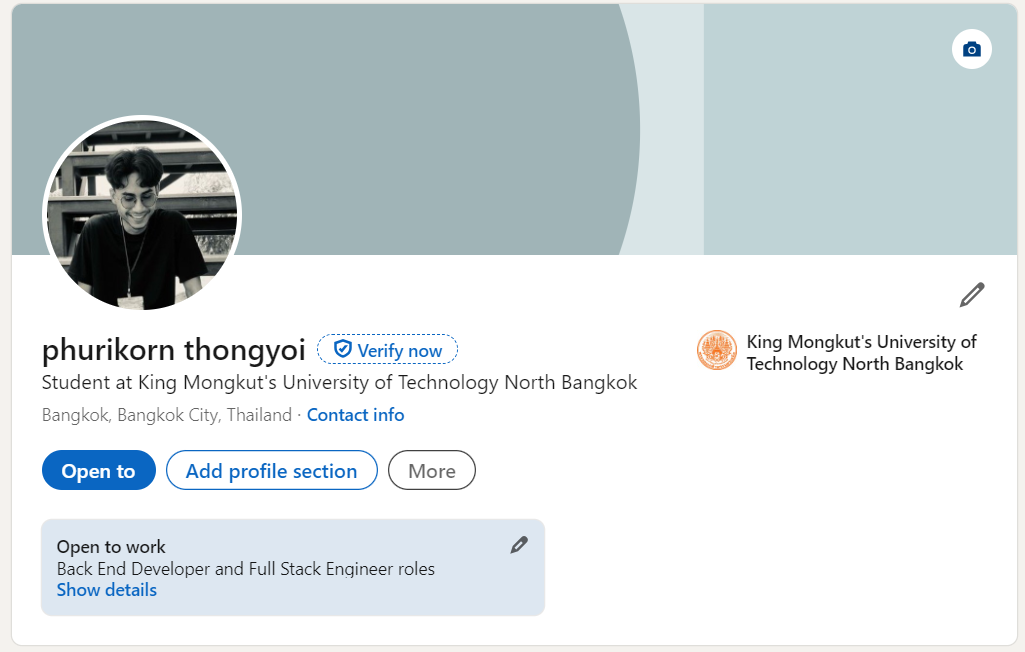 phurikorn thongyoi
Verify now
Student at King Mongkut's University of Technology North Bangkok
Bangkok, Bangkok City, Thailand · Contact info
King Mongkut's University of
Technology North Bangkok
Open to
Add profile section
More
Open to work
Back End Developer and Full Stack Engineer roles
Show details